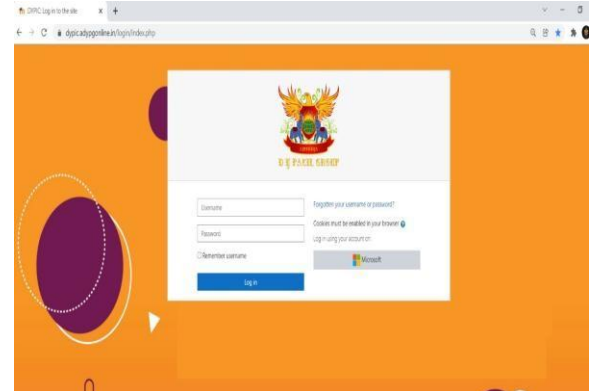 DYPIC: Log in to the site
dypic.adypgonline.in/login/index.php
D Y PATIL GROUP
Username
Password
Remember username
Log in
Forgotten your username or password?
Cookies must be enabled in your browser
Log in using your account on:
Microsoft